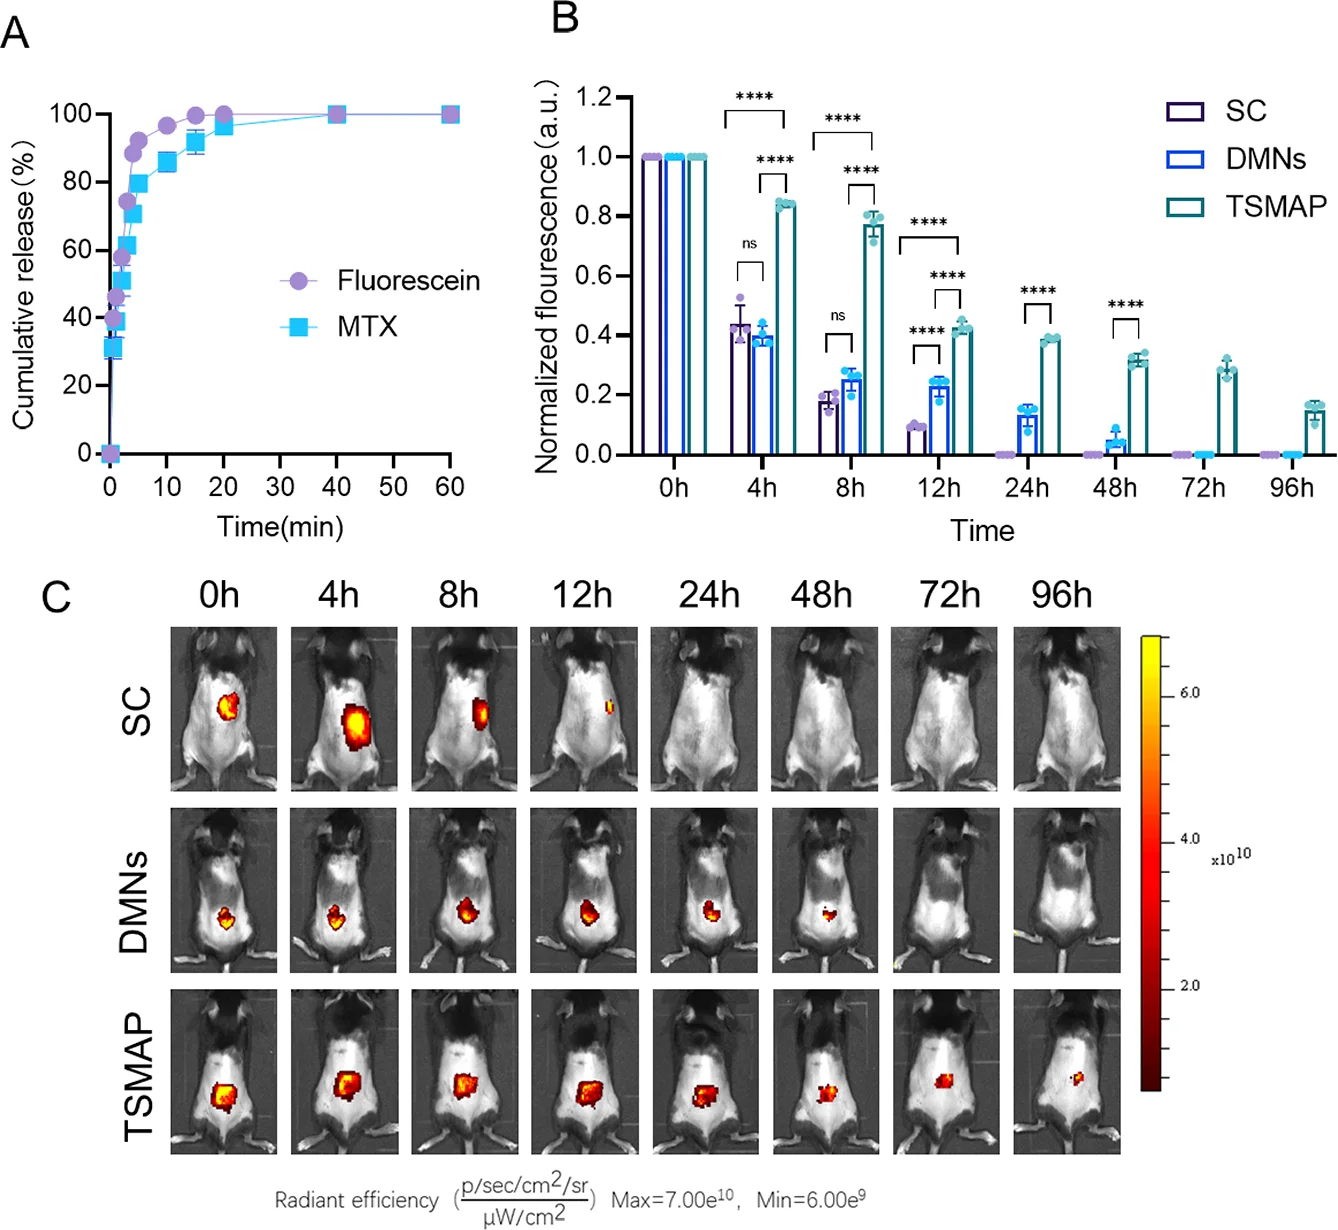 A
100
80
60
40
20
0
0 10 20 30 40 50 60
Cumulative release(%)
Time(min)
Fluorescein
MTX
B
1.2
1.0
0.8
0.6
0.4
0.2
0.0
Normalized flourescence(a.u.)
**** **** ns
**** **** ns
**** **** ****
****
****
0h 4h 8h 12h 24h 48h 72h 96h
Time
SC
DMNs
TSMAP
C
0h 4h 8h 12h 24h 48h 72h 96h
SC
DMNs
TSMAP
6.0
4.0
x10^10
2.0
Radiant efficiency (p/sec/cm²/sr / µW/cm²) Max=7.00e¹⁰, Min=6.00e⁹